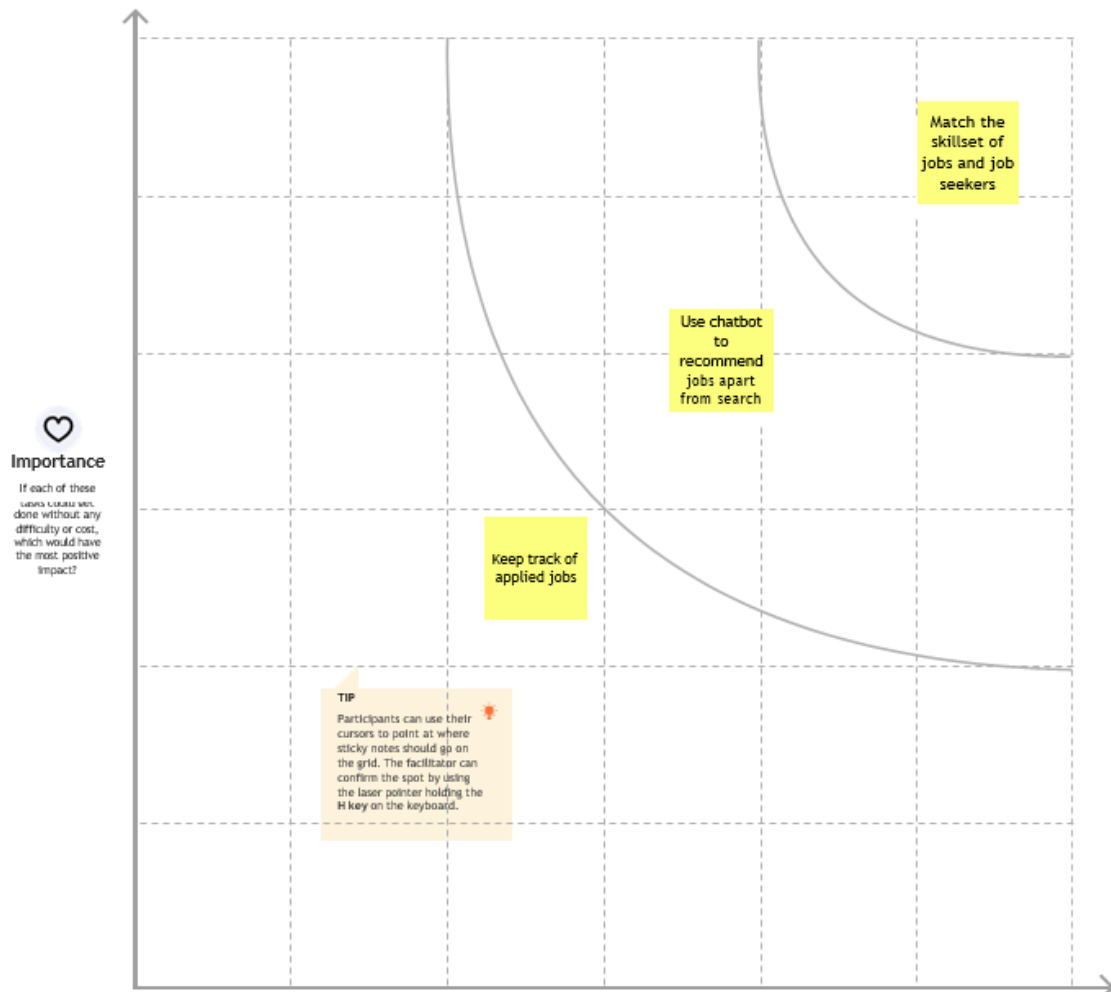 Match the
skillset of
jobs and job
seekers
Use chatbot
to
recommend
jobs apart
from search
Importance
If each of these
tasks could get
done without any
difficulty or cost,
which would have
the most positive
impact?
Keep track of
applied jobs
TIP
Participants can use their
cursors to point at where
sticky notes should go on
the grid. The facilitator can
confirm the spot by using
the laser pointer holding the
H key on the keyboard.